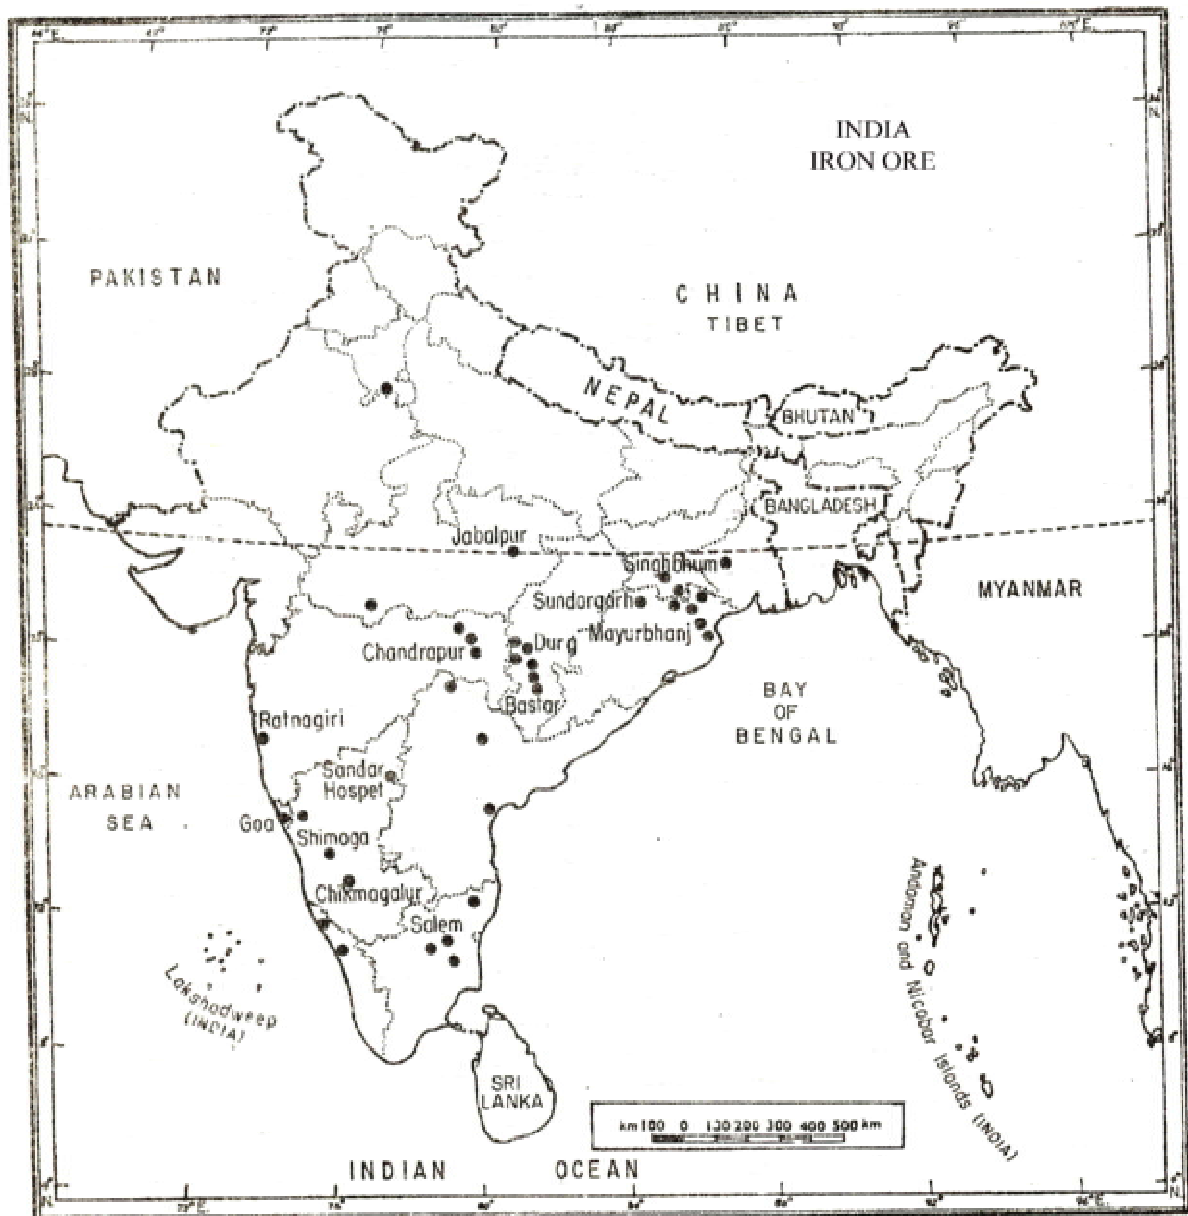 INDIA
IRON ORE
PAKISTAN
CHINA
TIBET
NEPAL
BHUTAN
BANGLADESH
Jabalpur
Singhbhum
MYANMAR
Sundargarh
Mayurbhanj
Durg
Chandrapur
Bastar
BAY
OF
BENGAL
Ratnagiri
Sandar
Hospet
ARABIAN
SEA
Goa
Shimoga
Chikmagalur
Salem
Andaman and Nicobar Islands (INDIA)
Lakshadweep
(INDIA)
SRI
LANKA
km 100 0 100 200 300 400 500 km
INDIAN OCEAN